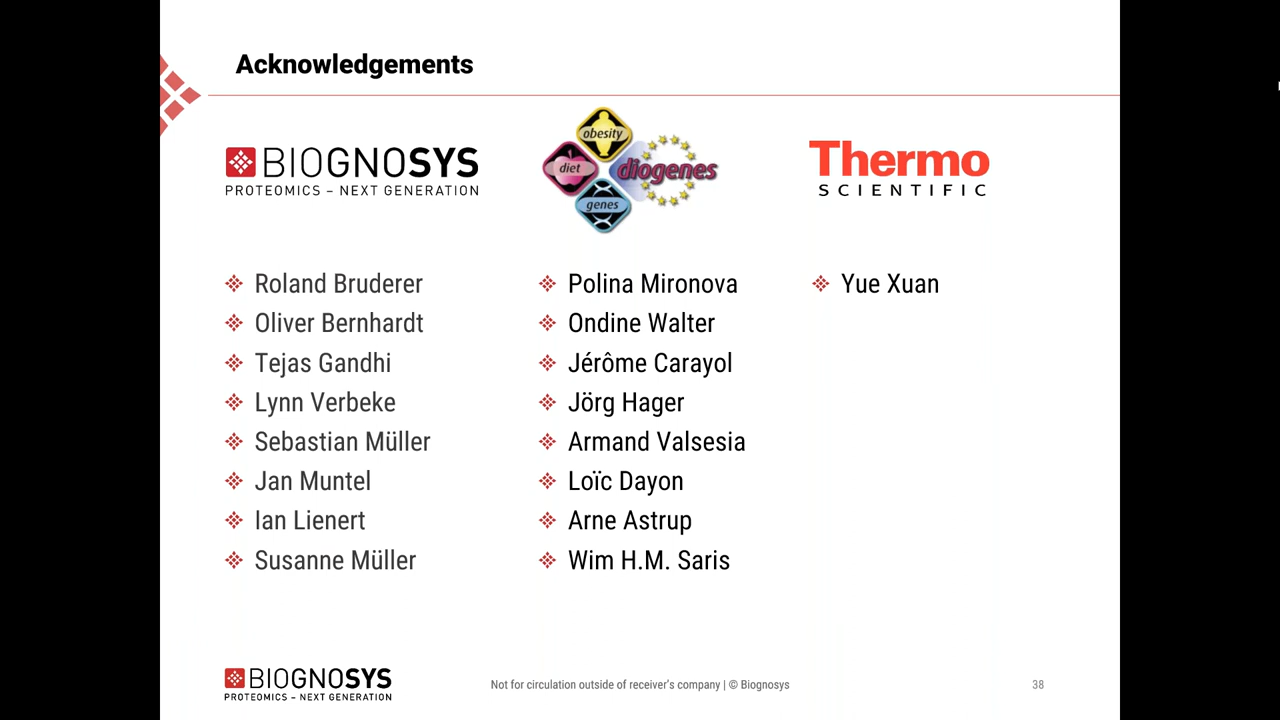 Acknowledgements
BIOGNOSYS
PROTEOMICS – NEXT GENERATION
obesity
diet
diogenes
genes
Thermo
SCIENTIFIC
Roland Bruderer
Oliver Bernhardt
Tejas Gandhi
Lynn Verbeke
Sebastian Müller
Jan Muntel
Ian Lienert
Susanne Müller
Polina Mironova
Ondine Walter
Jérôme Carayol
Jörg Hager
Armand Valsesia
Loïc Dayon
Arne Astrup
Wim H.M. Saris
Yue Xuan
BIOGNOSYS
PROTEOMICS – NEXT GENERATION
Not for circulation outside of receiver's company | © Biognosys
38